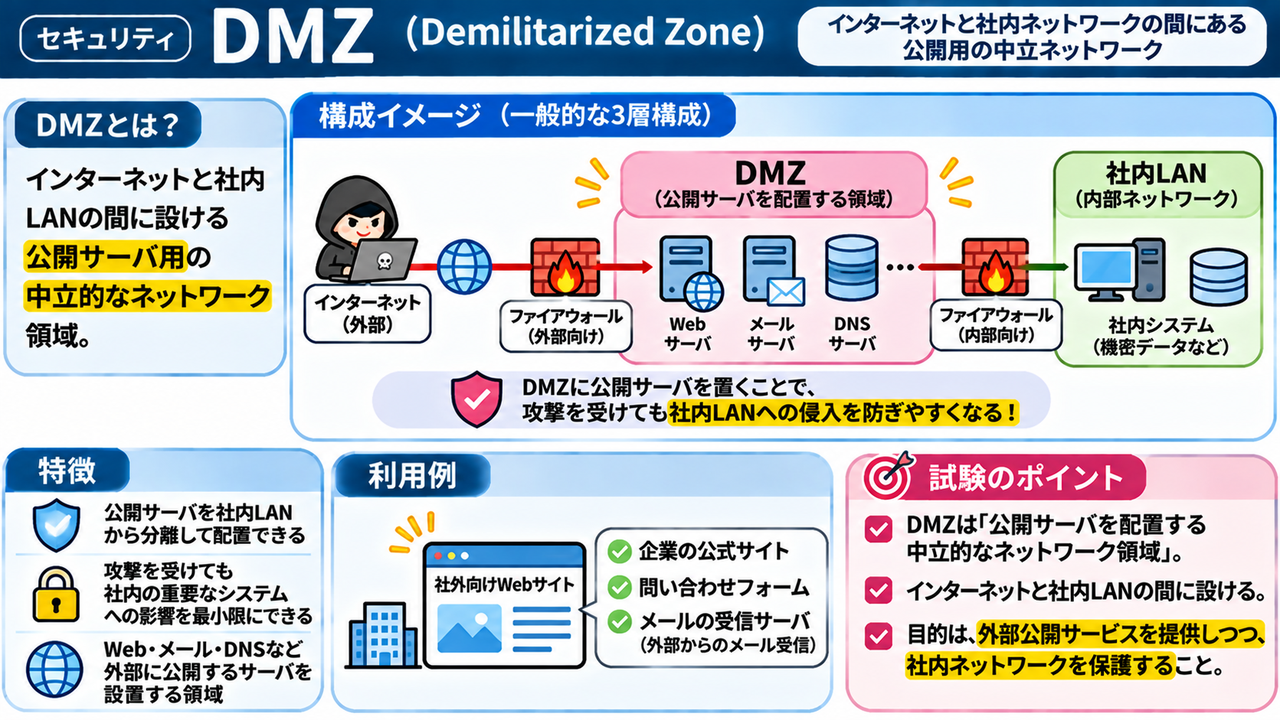 セキュリティ
DMZ (Demilitarized Zone)
インターネットと社内ネットワークの間にある
公開用の中立ネットワーク
DMZとは？
インターネットと社内
LANの間に設ける
公開サーバ用の
中立的なネットワーク
領域。
構成イメージ（一般的な3層構成）
インターネット
（外部）
ファイアウォール
（外部向け）
DMZ
（公開サーバを配置する領域）
Web
サーバ
メール
サーバ
DNS
サーバ
ファイアウォール
（内部向け）
社内LAN
（内部ネットワーク）
社内システム
（機密データなど）
DMZに公開サーバを置くことで、
攻撃を受けても社内LANへの侵入を防ぎやすくなる！
特徴
公開サーバを社内LAN
から分離して配置できる
攻撃を受けても
社内の重要なシステム
への影響を最小限にできる
Web・メール・DNSなど
外部に公開するサーバを
設置する領域
利用例
社外向けWebサイト
企業の公式サイト
問い合わせフォーム
メールの受信サーバ
（外部からのメール受信）
試験のポイント
DMZは「公開サーバを配置する
中立的なネットワーク領域」。
インターネットと社内LANの間に設ける。
目的は、外部公開サービスを提供しつつ、
社内ネットワークを保護すること。